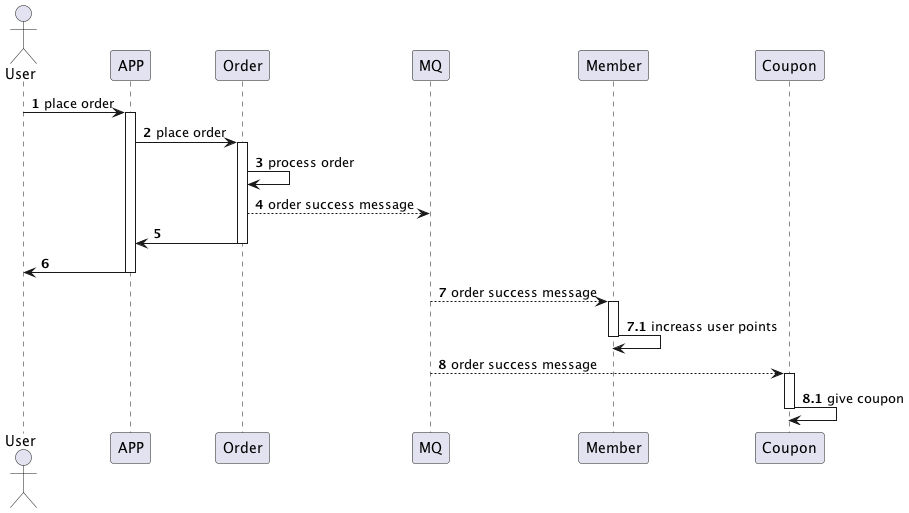 User
APP
Order
MQ
Member
Coupon
1 place order
2 place order
3 process order
4 order success message
5
6
7 order success message
7.1 increass user points
8 order success message
8.1 give coupon
User
APP
Order
MQ
Member
Coupon